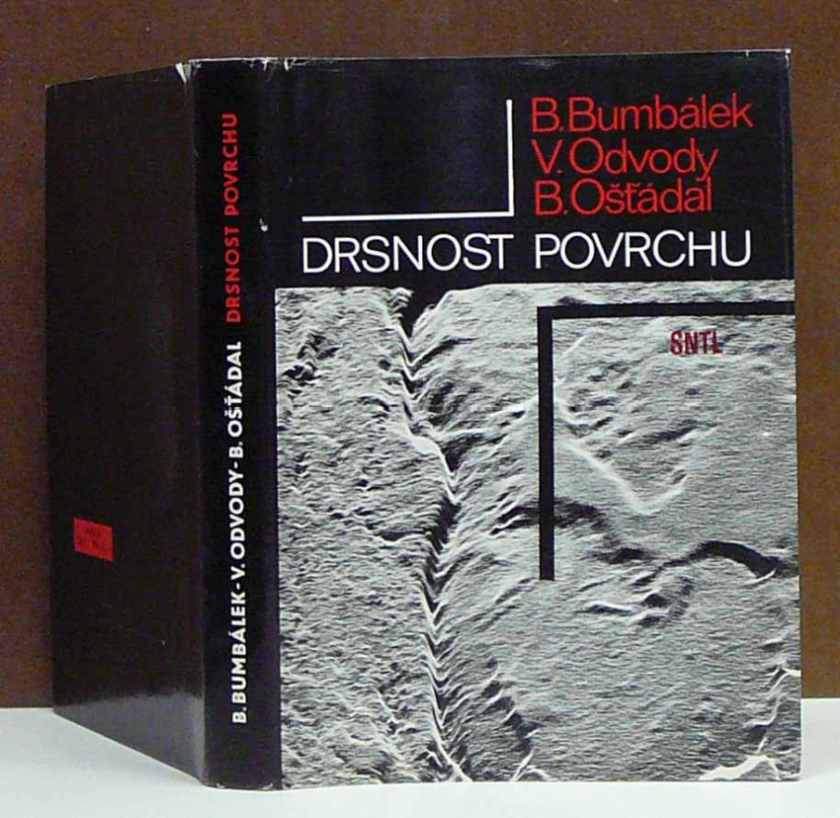 B. Bumbálek
V. Odvody
B. Ošťádal
DRSNOST POVRCHU
SNTL
B. BUMBÁLEK - V. ODVODY - B. OŠŤÁDAL DRSNOST POVRCHU